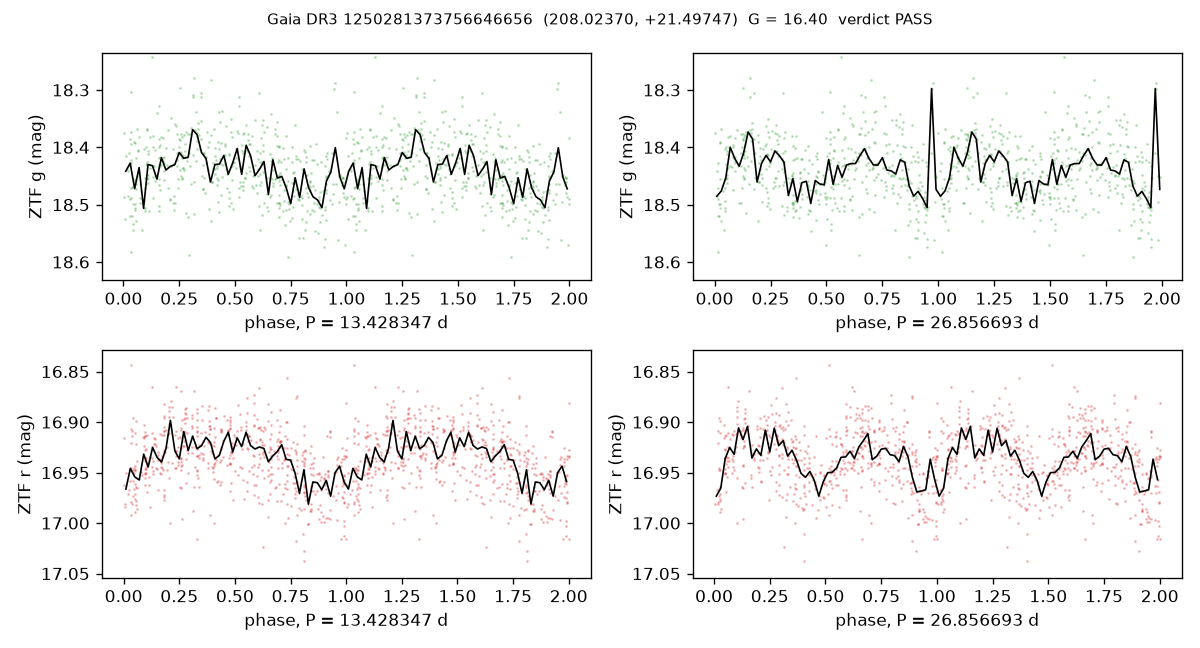 Gaia DR3 1250281373756646656 (208.02370, +21.49747) G = 16.40 verdict PASS
ZTF g (mag)
18.3
18.4
18.5
18.6
0.00 0.25 0.50 0.75 1.00 1.25 1.50 1.75 2.00
phase, P = 13.428347 d
ZTF g (mag)
18.3
18.4
18.5
18.6
0.00 0.25 0.50 0.75 1.00 1.25 1.50 1.75 2.00
phase, P = 26.856693 d
ZTF r (mag)
16.85
16.90
16.95
17.00
17.05
0.00 0.25 0.50 0.75 1.00 1.25 1.50 1.75 2.00
phase, P = 13.428347 d
ZTF r (mag)
16.85
16.90
16.95
17.00
17.05
0.00 0.25 0.50 0.75 1.00 1.25 1.50 1.75 2.00
phase, P = 26.856693 d